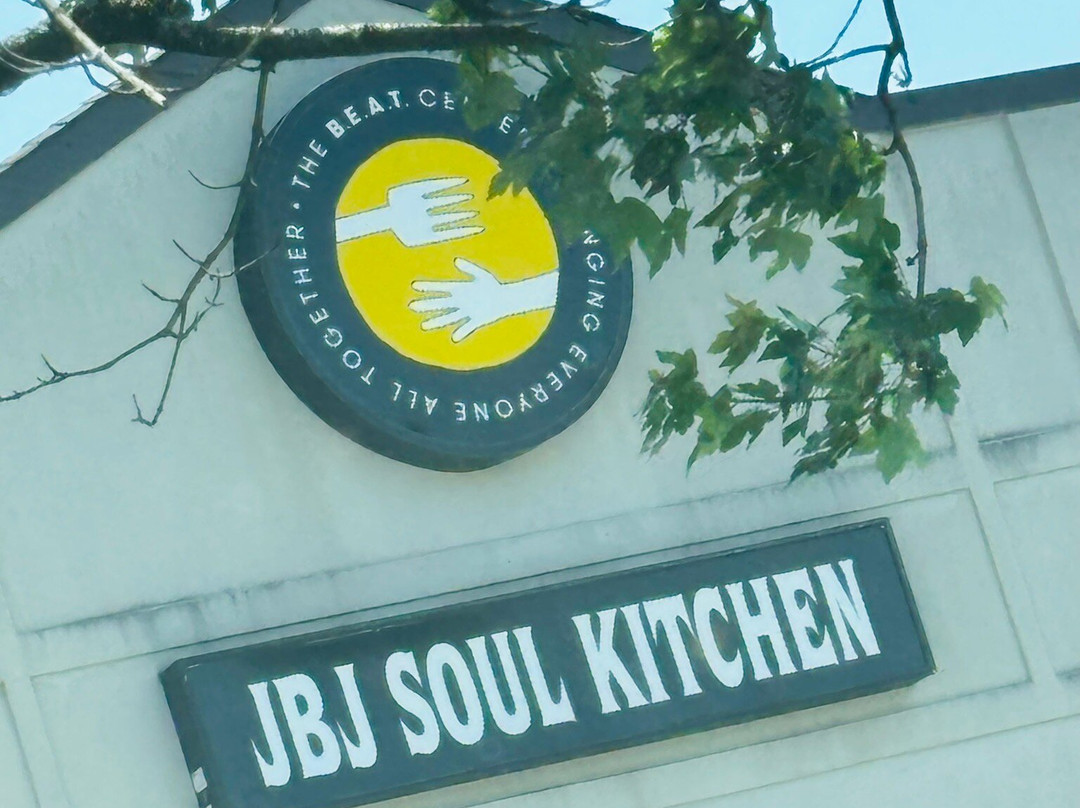 • THE B.E.A.T.
EVERYONE ALL TOGETHER
JBJ SOUL KITCHEN